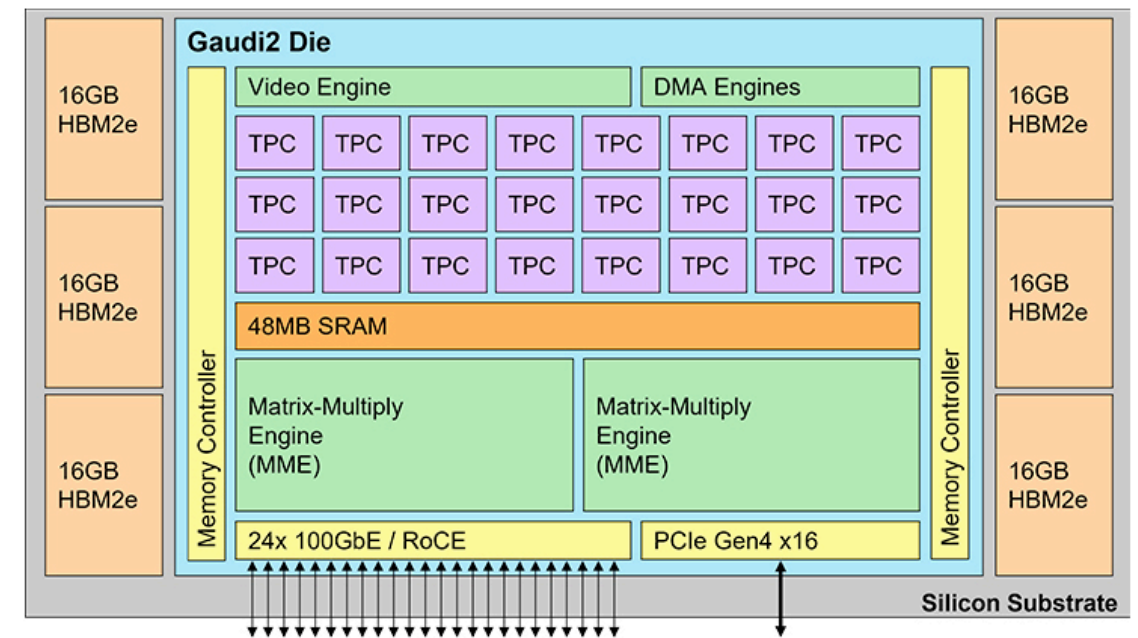 Gaudi2 Die
16GB
HBM2e
16GB
HBM2e
16GB
HBM2e
Memory Controller
Video Engine
DMA Engines
TPC TPC TPC TPC TPC TPC TPC TPC
TPC TPC TPC TPC TPC TPC TPC TPC
TPC TPC TPC TPC TPC TPC TPC TPC
48MB SRAM
Matrix-Multiply
Engine
(MME)
Matrix-Multiply
Engine
(MME)
24x 100GbE / RoCE
PCIe Gen4 x16
Memory Controller
16GB
HBM2e
16GB
HBM2e
16GB
HBM2e
Silicon Substrate